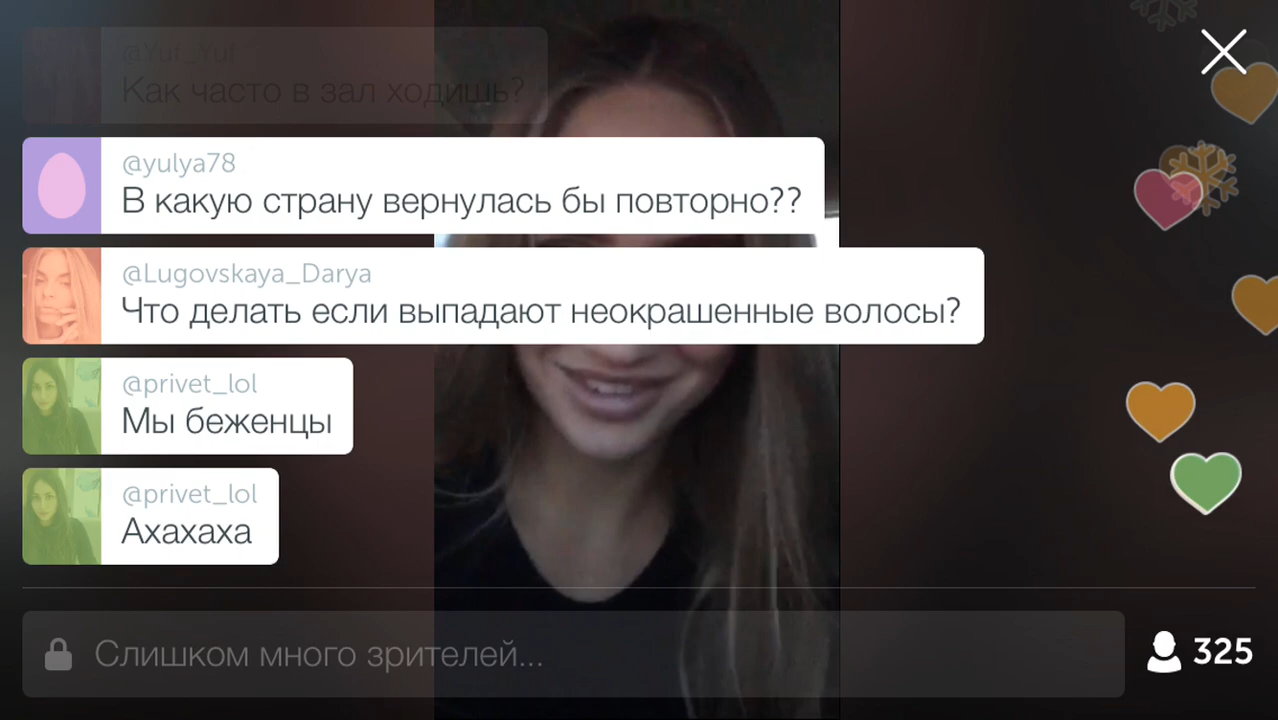 @Yuf_Yuf
Как часто в зал ходишь?
@yulya78
В какую страну вернулась бы повторно??
@Lugovskaya_Darya
Что делать если выпадают неокрашенные волосы?
@privet_lol
Мы беженцы
@privet_lol
Ахахаха
Слишком много зрителей...
325